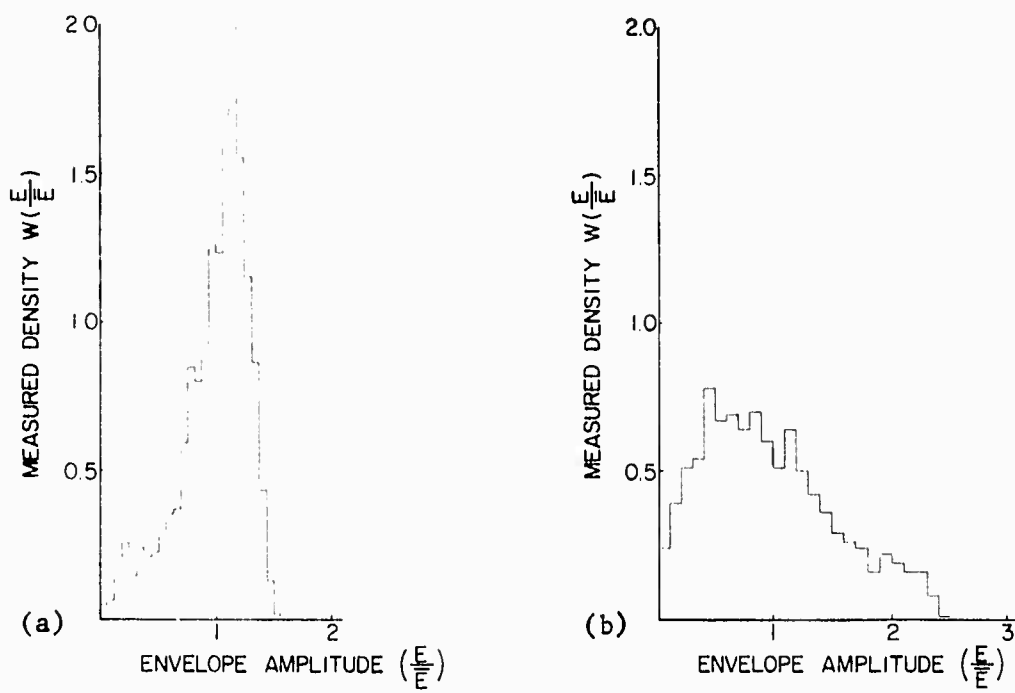 2.0
1.5
1.0
0.5
MEASURED DENSITY W(E/E̿)
1 2
(a)
ENVELOPE AMPLITUDE (E/E̿)
2.0
1.5
1.0
0.5
MEASURED DENSITY W(E/E̿)
1 2 3
(b)
ENVELOPE AMPLITUDE (E/E̿)